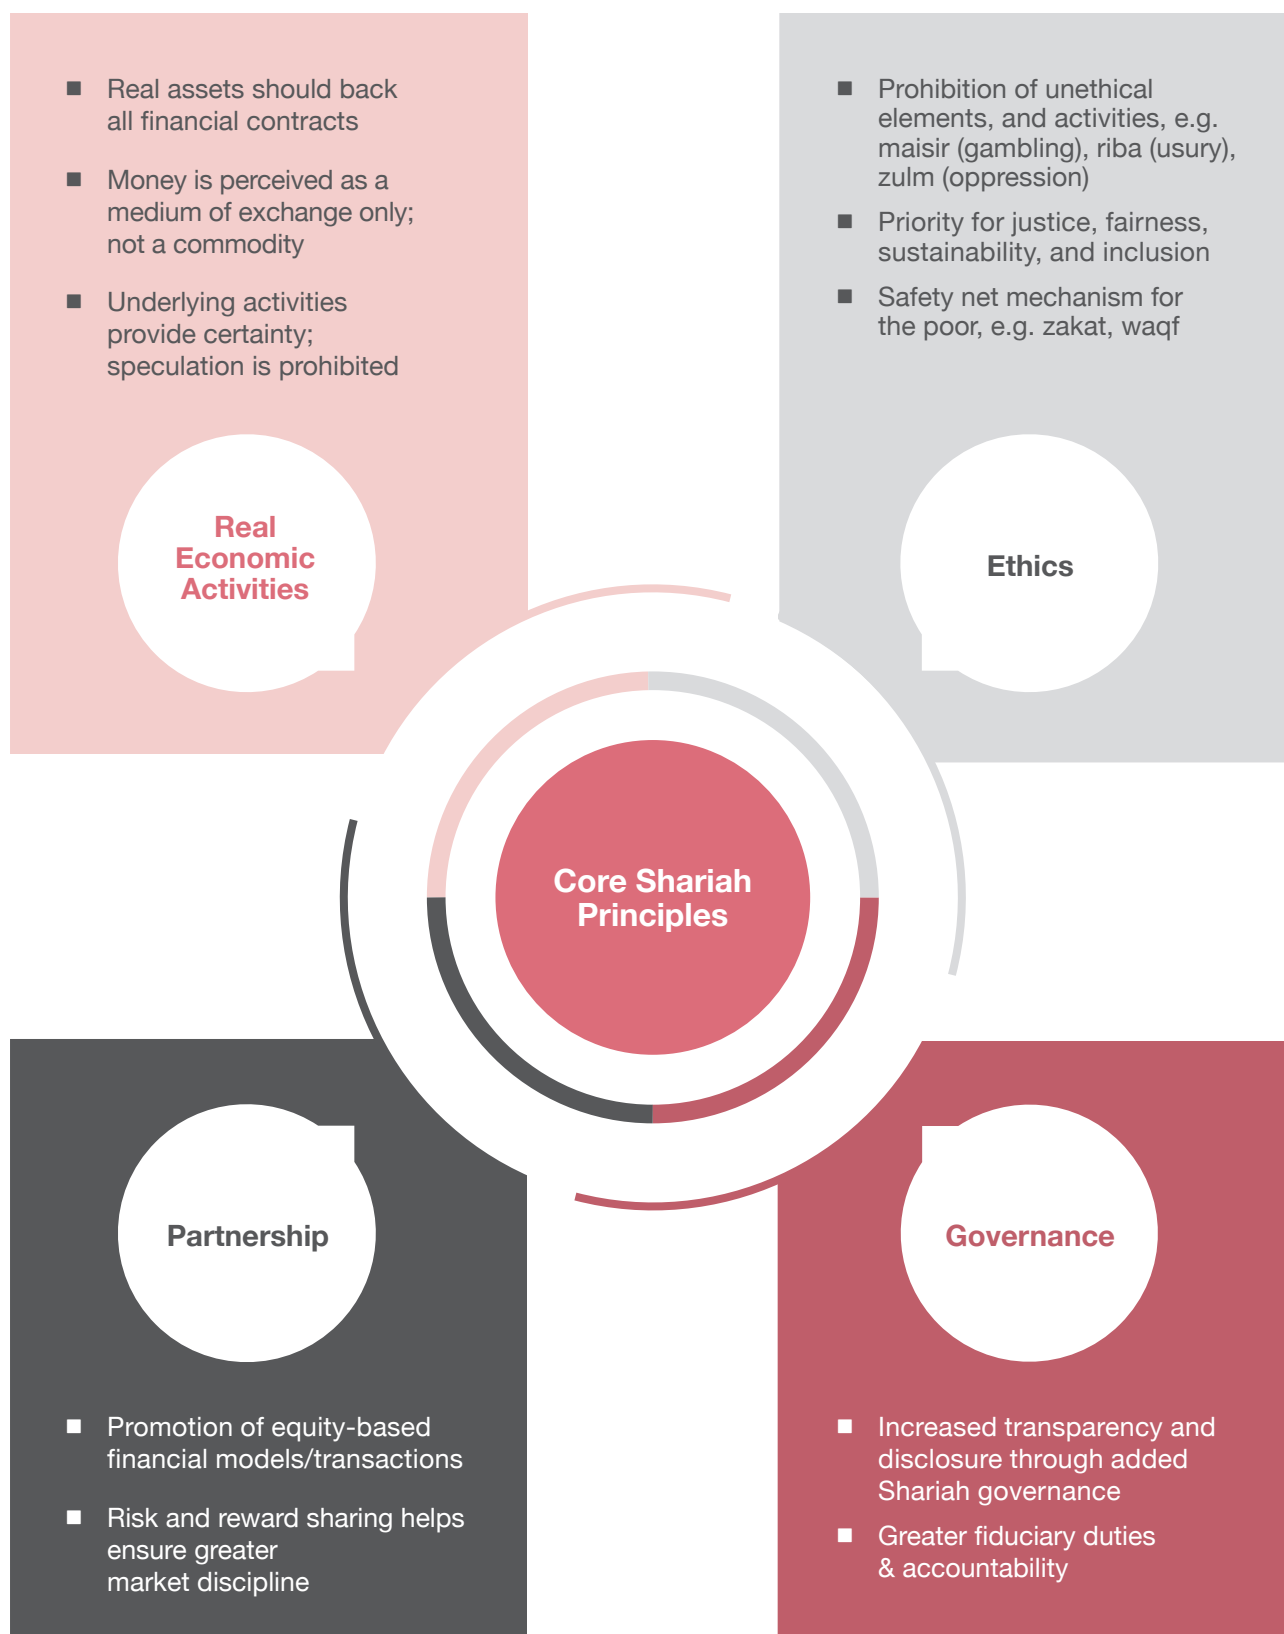 ■ Real assets should back
all financial contracts
■ Money is perceived as a
medium of exchange only;
not a commodity
■ Underlying activities
provide certainty;
speculation is prohibited
Real
Economic
Activities
■ Prohibition of unethical
elements, and activities, e.g.
maisir (gambling), riba (usury),
zulm (oppression)
■ Priority for justice, fairness,
sustainability, and inclusion
■ Safety net mechanism for
the poor, e.g. zakat, waqf
Ethics
Core Shariah
Principles
Partnership
■ Promotion of equity-based
financial models/transactions
■ Risk and reward sharing helps
ensure greater
market discipline
Governance
■ Increased transparency and
disclosure through added
Shariah governance
■ Greater fiduciary duties
& accountability